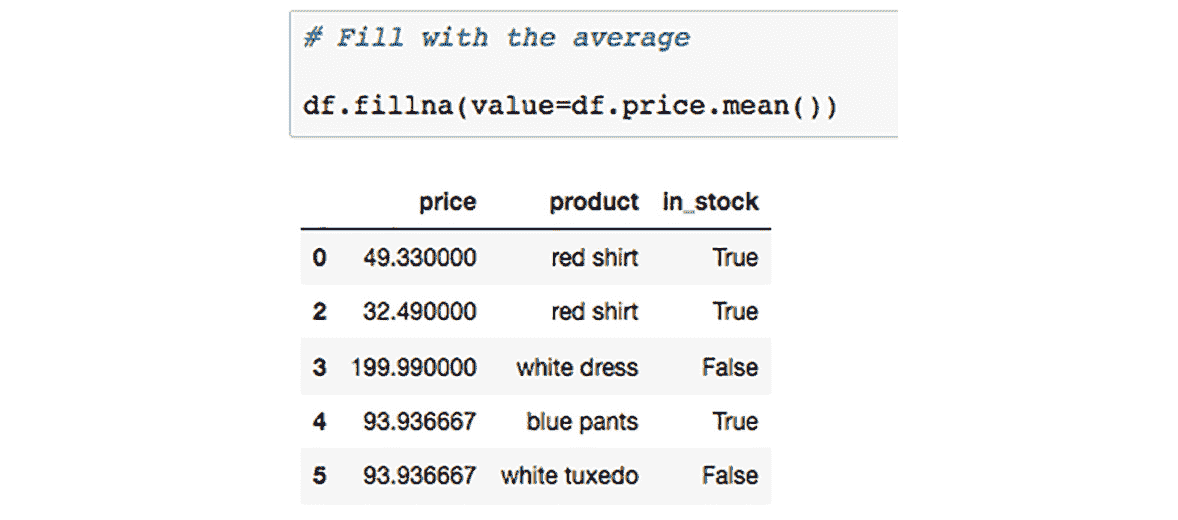 # Fill with the average
df.fillna(value=df.price.mean())
price product in_stock
0 49.330000 red shirt True
2 32.490000 red shirt True
3 199.990000 white dress False
4 93.936667 blue pants True
5 93.936667 white tuxedo False